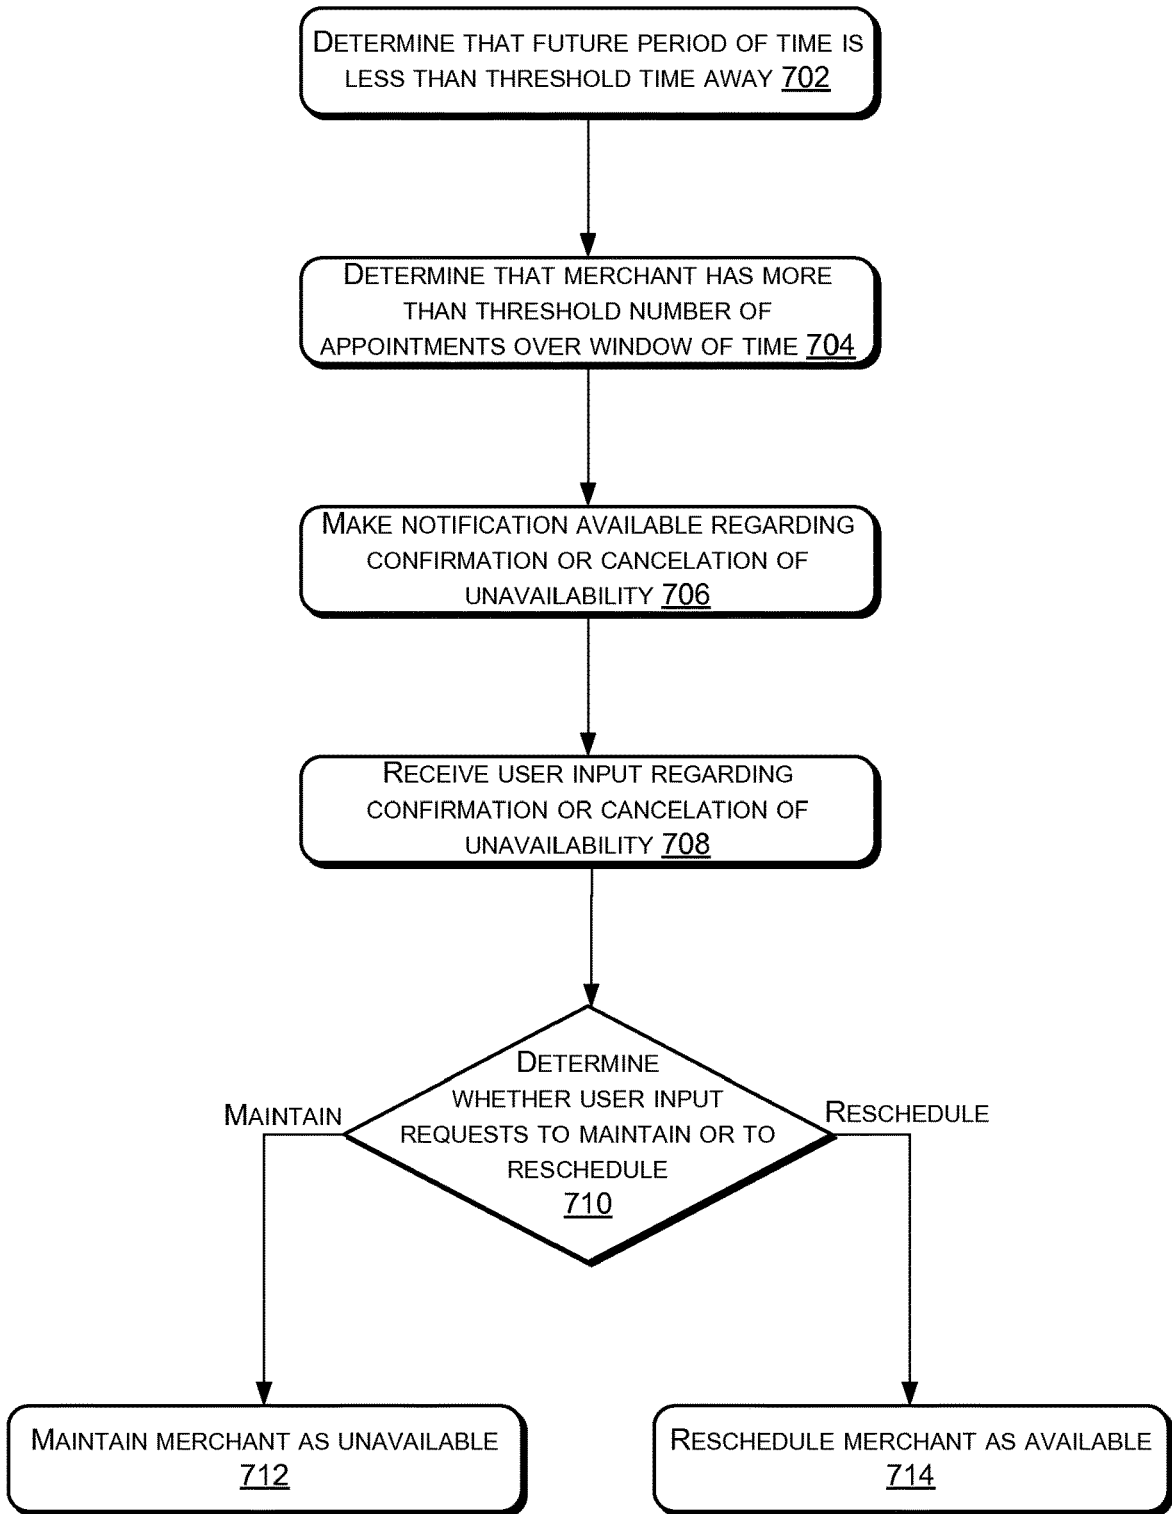 DETERMINE THAT FUTURE PERIOD OF TIME IS
LESS THAN THRESHOLD TIME AWAY 702
DETERMINE THAT MERCHANT HAS MORE
THAN THRESHOLD NUMBER OF
APPOINTMENTS OVER WINDOW OF TIME 704
MAKE NOTIFICATION AVAILABLE REGARDING
CONFIRMATION OR CANCELATION OF
UNAVAILABILITY 706
RECEIVE USER INPUT REGARDING
CONFIRMATION OR CANCELATION OF
UNAVAILABILITY 708
DETERMINE
WHETHER USER INPUT
REQUESTS TO MAINTAIN OR TO
RESCHEDULE
710
MAINTAIN
RESCHEDULE
MAINTAIN MERCHANT AS UNAVAILABLE
712
RESCHEDULE MERCHANT AS AVAILABLE
714